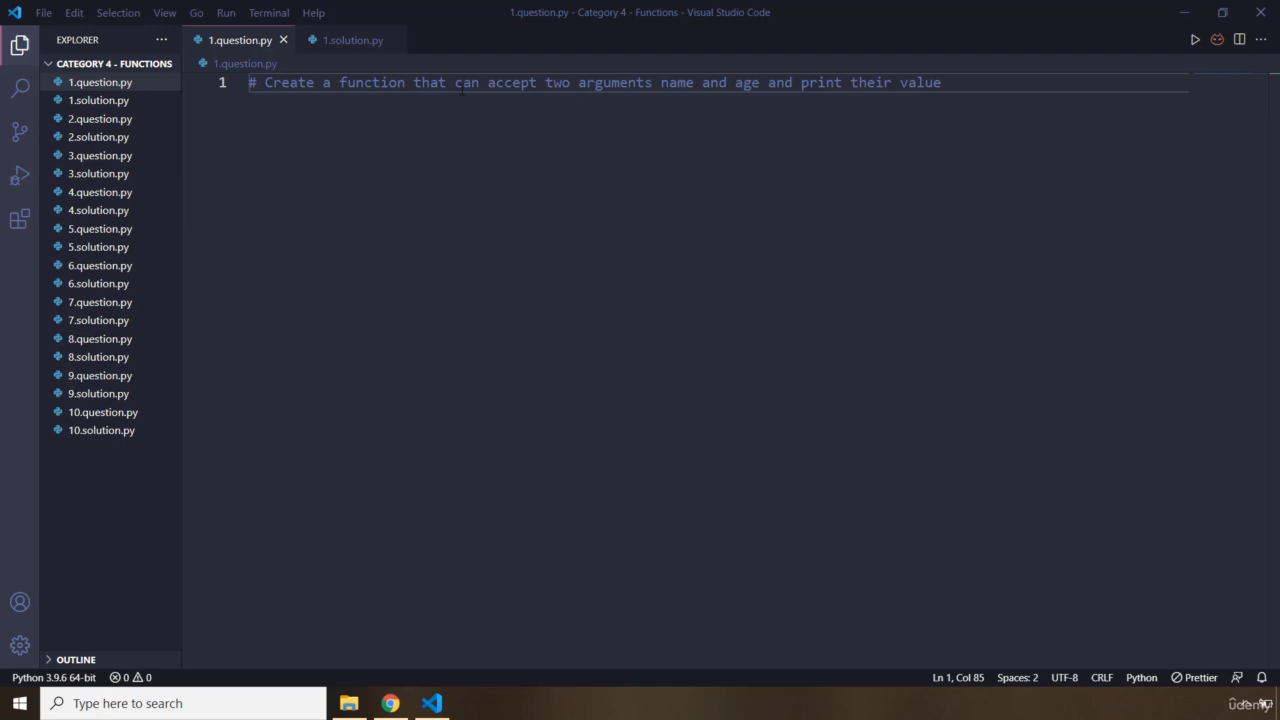 File Edit Selection View Go Run Terminal Help
1.question.py - Category 4 - Functions - Visual Studio Code
EXPLORER
1.question.py
1.solution.py
CATEGORY 4 - FUNCTIONS
1.question.py
1 # Create a function that can accept two arguments name and age and print their value
1.question.py
1.solution.py
2.question.py
2.solution.py
3.question.py
3.solution.py
4.question.py
4.solution.py
5.question.py
5.solution.py
6.question.py
6.solution.py
7.question.py
7.solution.py
8.question.py
8.solution.py
9.question.py
9.solution.py
10.question.py
10.solution.py
OUTLINE
Python 3.9.6 64-bit 0 0 Ln 1, Col 85 Spaces: 2 UTF-8 CRLF Python Prettier
Type here to search
udemy